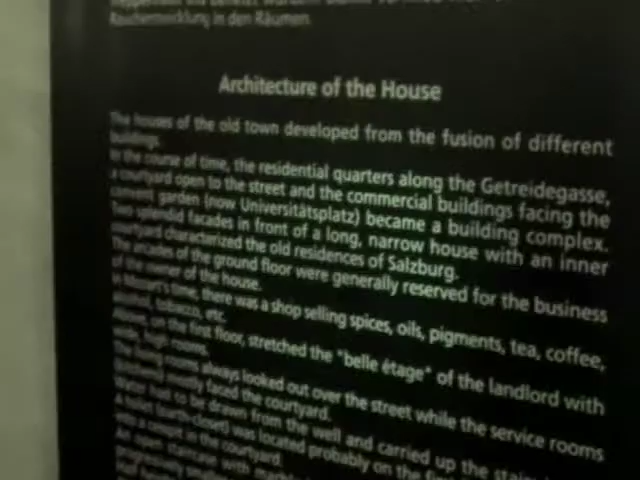 Rauchentwicklung in den Räumen.
Architecture of the House
The houses of the old town developed from the fusion of different
buildings.
In the course of time, the residential quarters along the Getreidegasse,
a courtyard open to the street and the commercial buildings facing the
convent garden (now Universitätsplatz) became a building complex.
Two splendid facades in front of a long, narrow house with an inner
courtyard characterized the old residences of Salzburg.
The arcades of the ground floor were generally reserved for the business
of the owner of the house.
In Mozart's time, there was a shop selling spices, oils, pigments, tea, coffee,
alcohol, tobacco, etc.
Above, on the first floor, stretched the "belle étage" of the landlord with
wide, high rooms.
The living rooms always looked out over the street while the service rooms
(kitchen) mostly faced the courtyard.
Water had to be drawn from the well and carried up the stairs
A toilet (earth-closet) was located probably on the first
into a cesspit in the courtyard.
An open staircase with